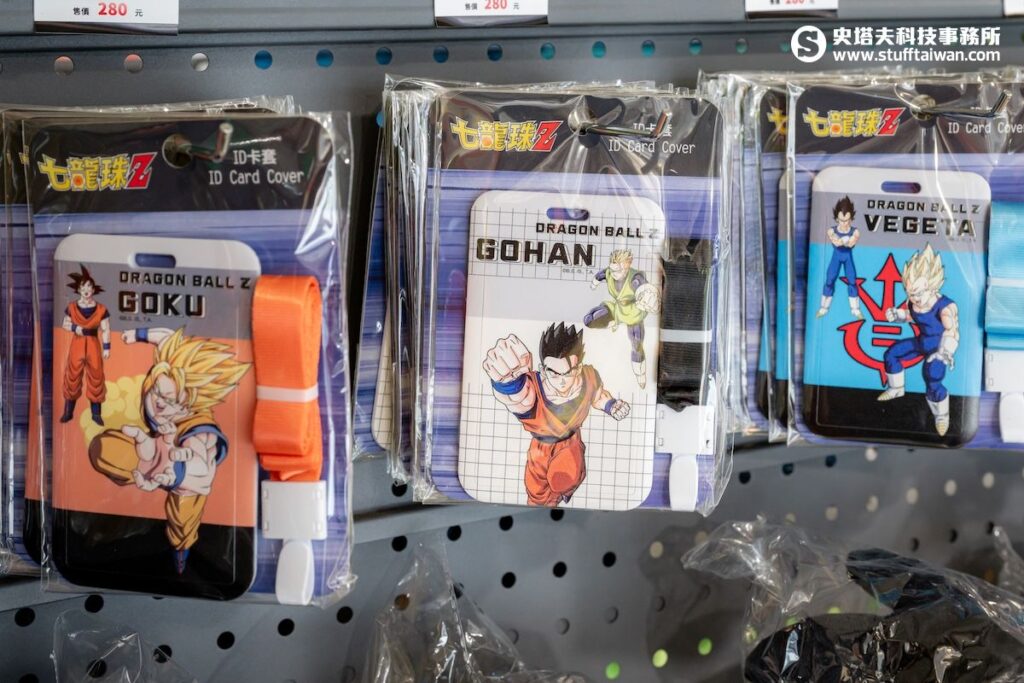 售價 280 元
售價 280 元
史塔夫科技事務所
www.stufftaiwan.com
七龍珠Z
ID卡套
ID Card Cover
DRAGON BALL Z
GOKU
七龍珠Z
ID卡套
ID Card Cover
DRAGON BALL Z
GOHAN
七龍珠Z
ID Card Cover
DRAGON BALL Z
VEGETA